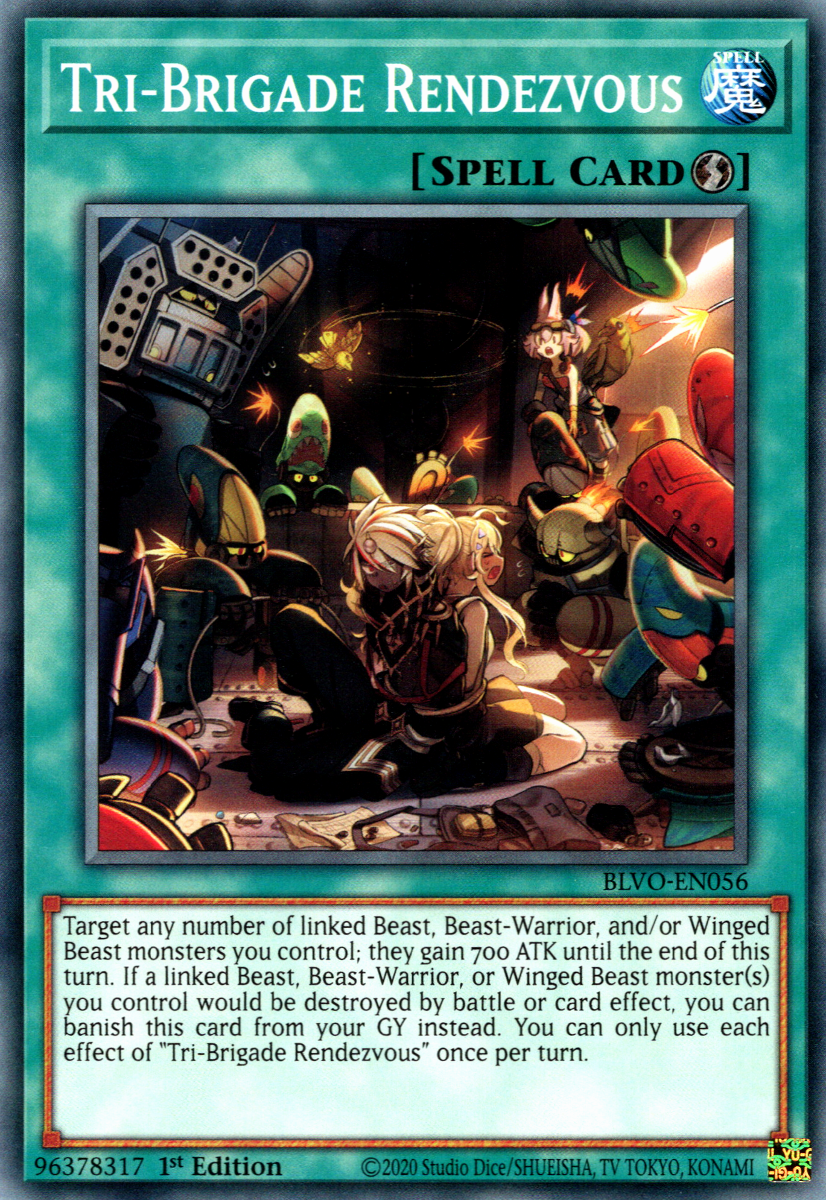 TRI-BRIGADE RENDEZVOUS
SPELL
魔
[SPELL CARD]
BLVO-EN056
Target any number of linked Beast, Beast-Warrior, and/or Winged
Beast monsters you control; they gain 700 ATK until the end of this
turn. If a linked Beast, Beast-Warrior, or Winged Beast monster(s)
you control would be destroyed by battle or card effect, you can
banish this card from your GY instead. You can only use each
effect of "Tri-Brigade Rendezvous" once per turn.
96378317 1st Edition
©2020 Studio Dice/SHUEISHA, TV TOKYO, KONAMI